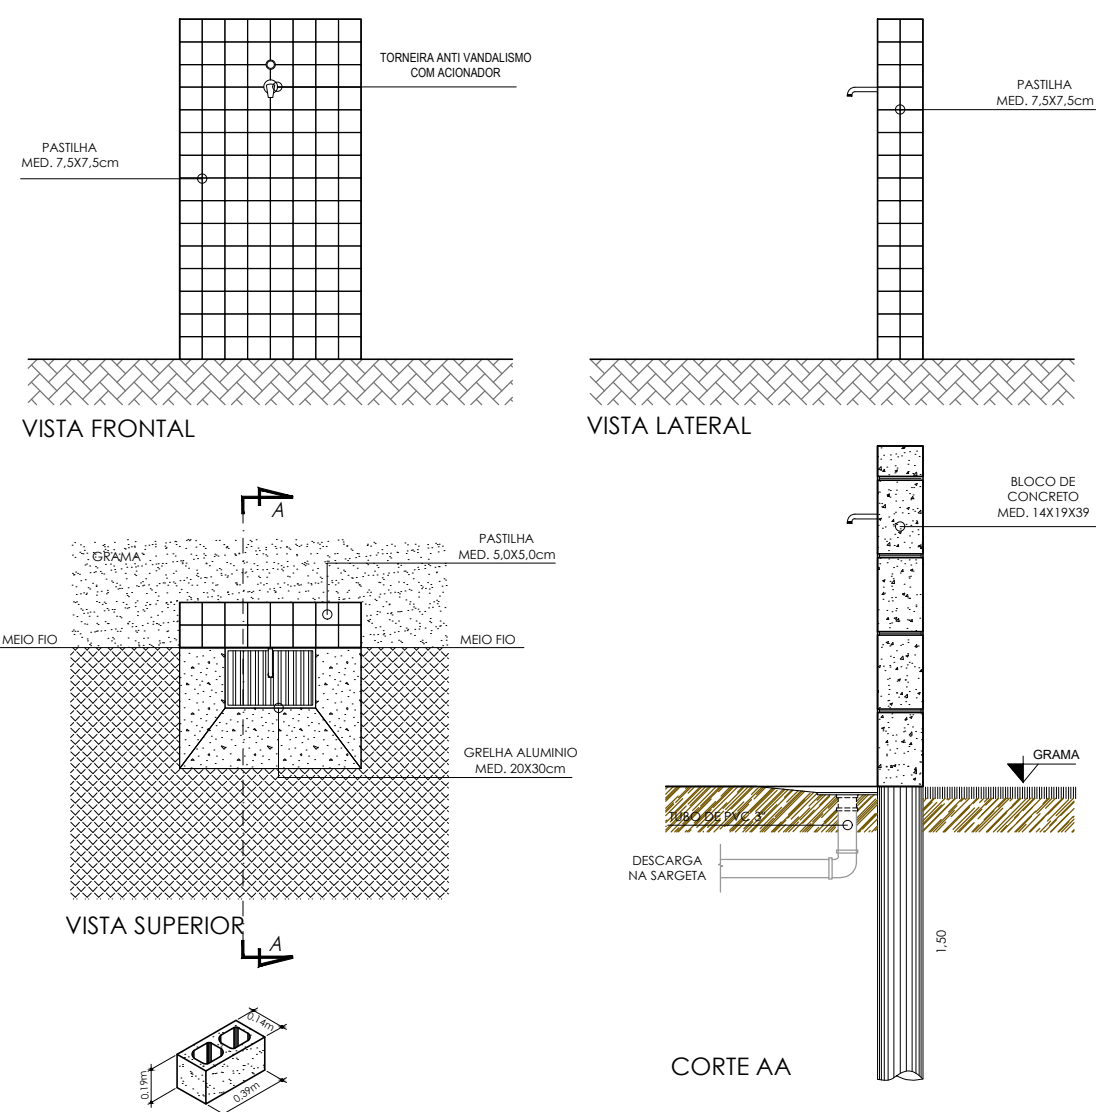 TORNEIRA ANTI VANDALISMO
COM ACIONADOR
PASTILHA
MED. 7,5X7,5cm
PASTILHA
MED. 7,5X7,5cm
VISTA FRONTAL
VISTA LATERAL
A
GRAMA
PASTILHA
MED. 5,0X5,0cm
MEIO FIO
MEIO FIO
GRELHA ALUMINIO
MED. 20X30cm
VISTA SUPERIOR
A
0.14m
0.19m
0.39m
BLOCO DE
CONCRETO
MED. 14X19X39
GRAMA
TUBO DE PVC 3"
DESCARGA
NA SARGETA
1,50
CORTE AA